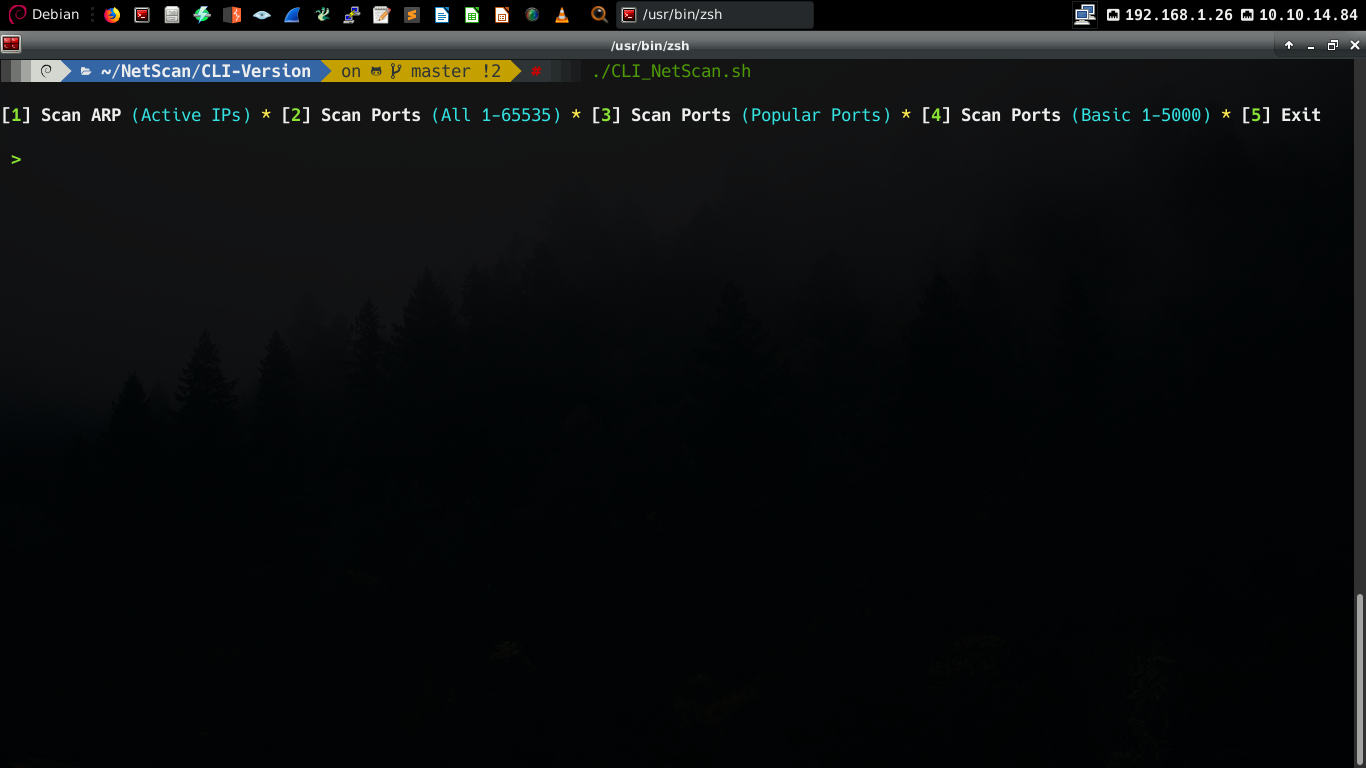 Debian /usr/bin/zsh 192.168.1.26 10.10.14.84
/usr/bin/zsh
~/NetScan/CLI-Version on master !2 # ./CLI_NetScan.sh
[1] Scan ARP (Active IPs) * [2] Scan Ports (All 1-65535) * [3] Scan Ports (Popular Ports) * [4] Scan Ports (Basic 1-5000) * [5] Exit
>